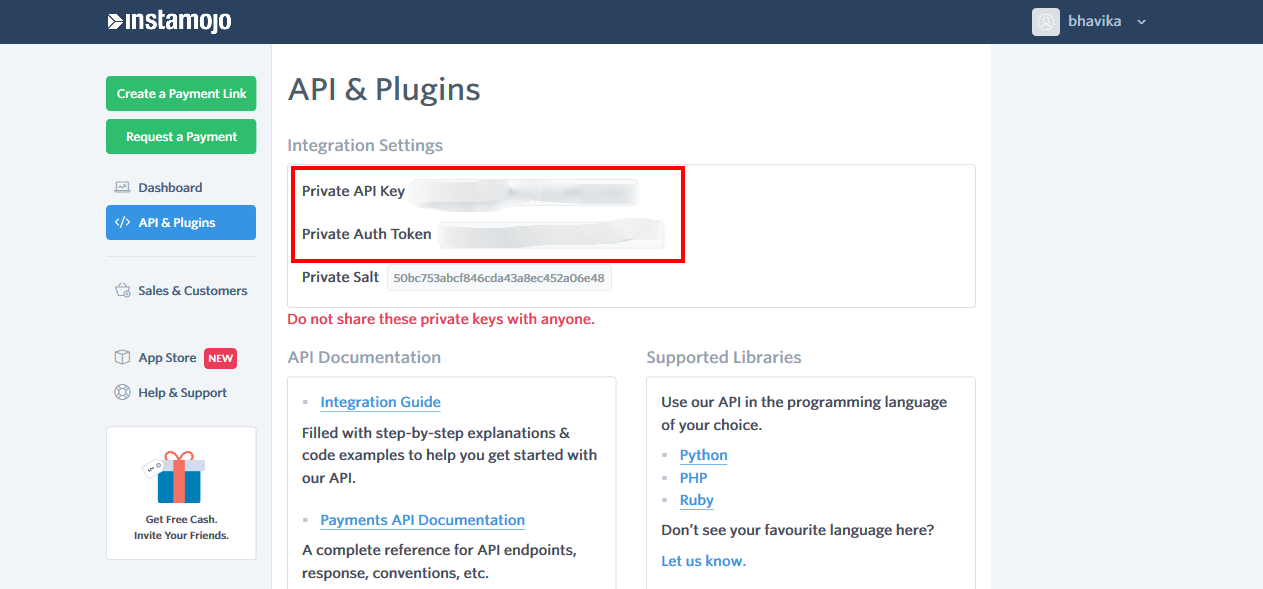 instamojo
bhavika
Create a Payment Link
Request a Payment
Dashboard
API & Plugins
Sales & Customers
App Store NEW
Help & Support
Get Free Cash.
Invite Your Friends.
API & Plugins
Integration Settings
Private API Key
Private Auth Token
Private Salt 50bc753abcf846cda43a8ec452a06e48
Do not share these private keys with anyone.
API Documentation
Integration Guide
Filled with step-by-step explanations &
code examples to help you get started with
our API.
Payments API Documentation
A complete reference for API endpoints,
response, conventions, etc.
Supported Libraries
Use our API in the programming language
of your choice.
Python
PHP
Ruby
Don’t see your favourite language here?
Let us know.